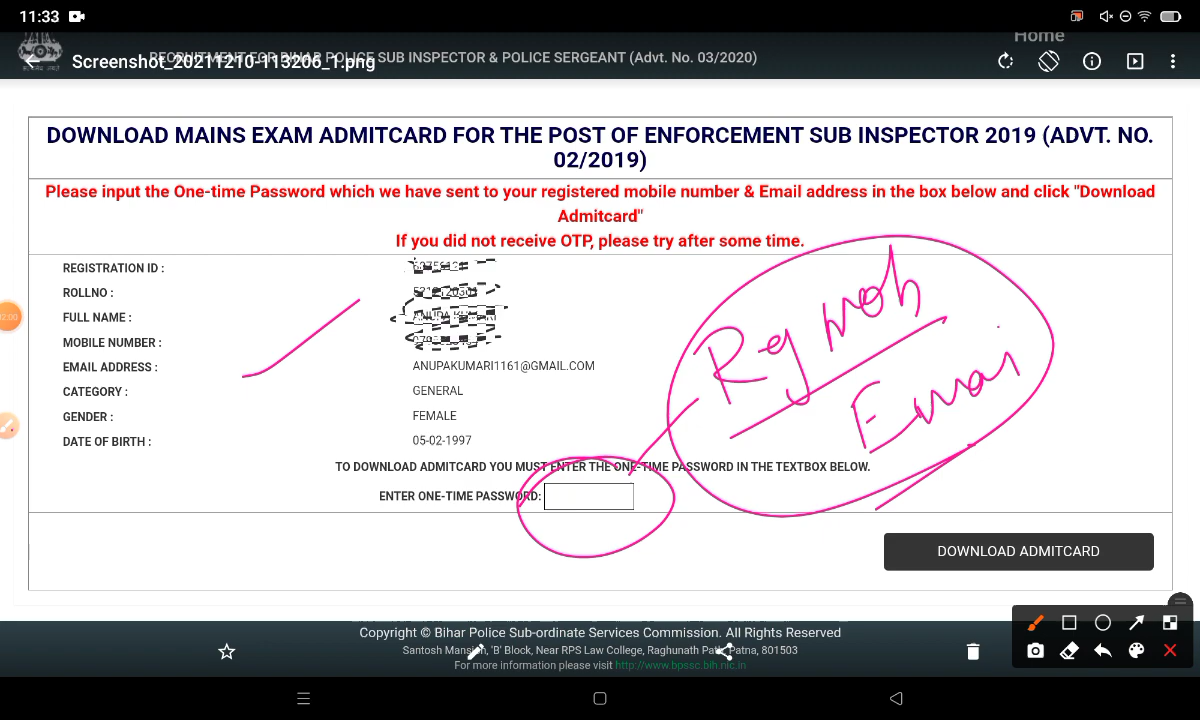 11:33
Home
RECRUITMENT FOR BIHAR POLICE SUB INSPECTOR & POLICE SERGEANT (Advt. No. 03/2020)
Screenshot_20211210-113206_1.png
DOWNLOAD MAINS EXAM ADMITCARD FOR THE POST OF ENFORCEMENT SUB INSPECTOR 2019 (ADVT. NO.
02/2019)
Please input the One-time Password which we have sent to your registered mobile number & Email address in the box below and click "Download
Admitcard"
If you did not receive OTP, please try after some time.
REGISTRATION ID :
ROLLNO :
FULL NAME :
MOBILE NUMBER :
EMAIL ADDRESS : ANUPAKUMARI1161@GMAIL.COM
CATEGORY : GENERAL
GENDER : FEMALE
DATE OF BIRTH : 05-02-1997
TO DOWNLOAD ADMITCARD YOU MUST ENTER THE ONE-TIME PASSWORD IN THE TEXTBOX BELOW.
ENTER ONE-TIME PASSWORD:
DOWNLOAD ADMITCARD
Copyright © Bihar Police Sub-ordinate Services Commission. All Rights Reserved
Santosh Mansion, 'B' Block, Near RPS Law College, Raghunath Path, Patna, 801503
For more information please visit http://www.bpssc.bih.nic.in